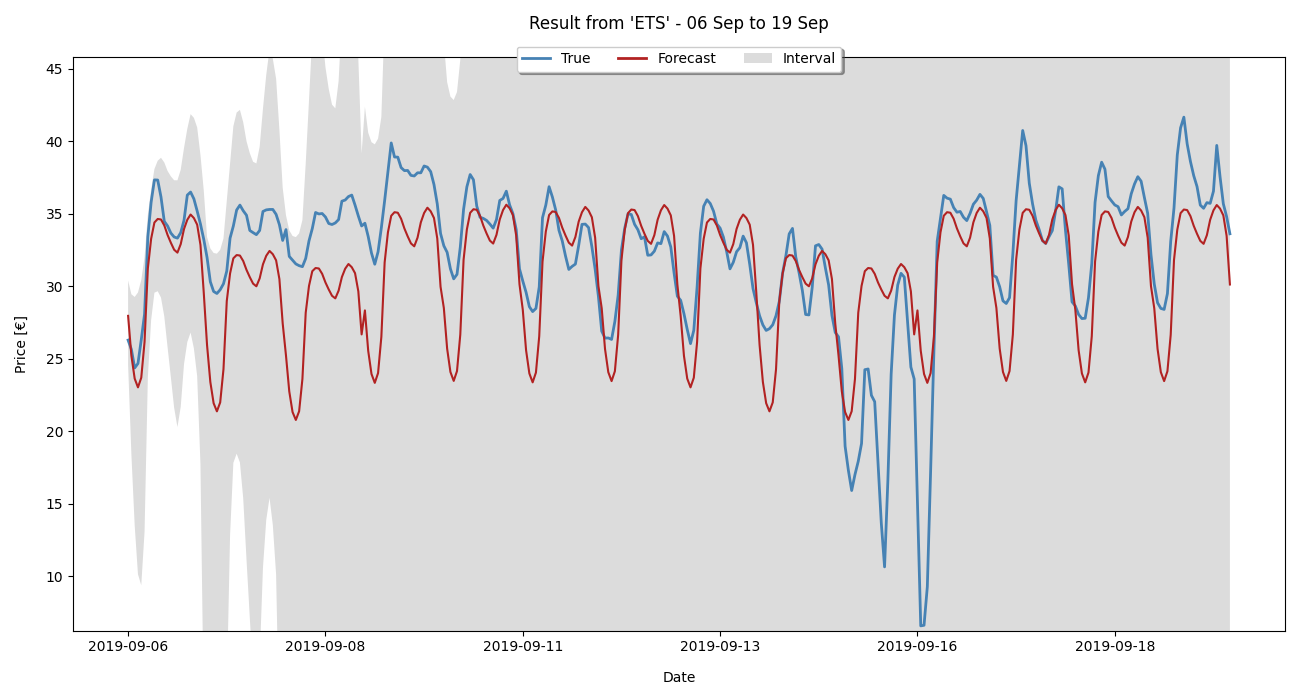 Result from 'ETS' - 06 Sep to 19 Sep
True Forecast Interval
45
40
35
30
25
20
15
10
Price [€]
2019-09-06 2019-09-08 2019-09-11 2019-09-13 2019-09-16 2019-09-18
Date